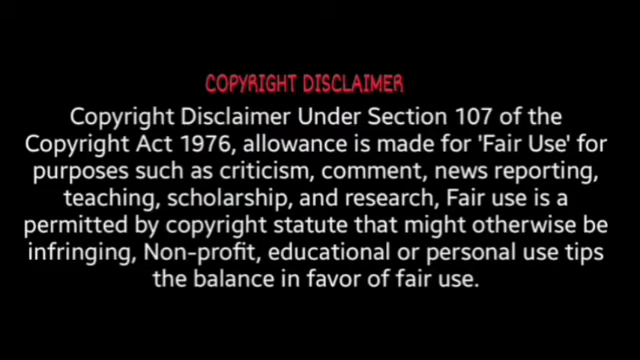 COPYRIGHT DISCLAIMER
Copyright Disclaimer Under Section 107 of the
Copyright Act 1976, allowance is made for 'Fair Use' for
purposes such as criticism, comment, news reporting,
teaching, scholarship, and research, Fair use is a
permitted by copyright statute that might otherwise be
infringing, Non-profit, educational or personal use tips
the balance in favor of fair use.